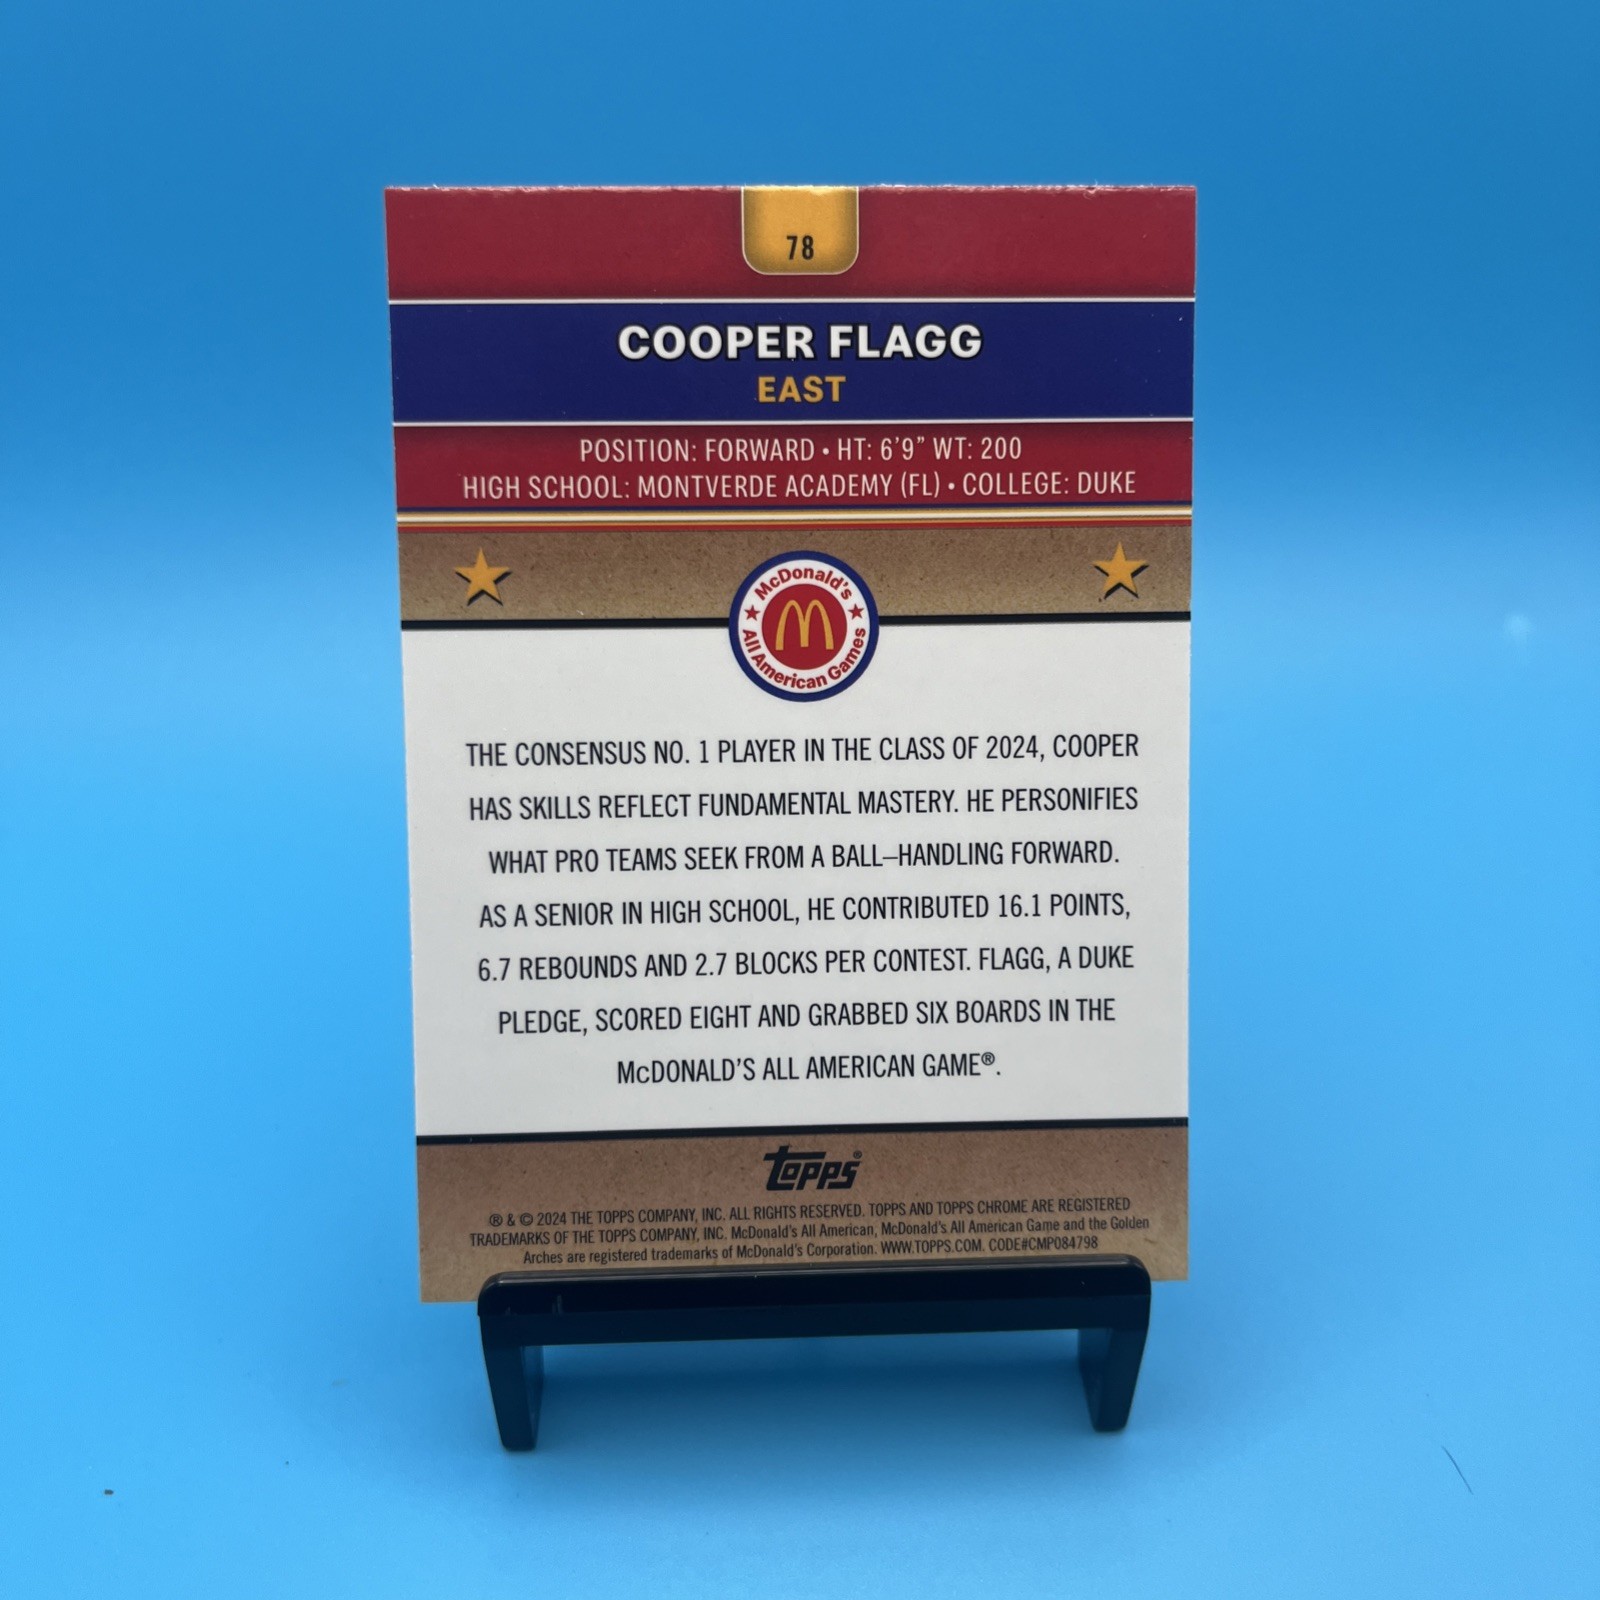 78
COOPER FLAGG
EAST
POSITION: FORWARD • HT: 6'9" WT: 200
HIGH SCHOOL: MONTVERDE ACADEMY (FL) • COLLEGE: DUKE
McDonald's
All American Games
THE CONSENSUS NO. 1 PLAYER IN THE CLASS OF 2024, COOPER
HAS SKILLS REFLECT FUNDAMENTAL MASTERY. HE PERSONIFIES
WHAT PRO TEAMS SEEK FROM A BALL–HANDLING FORWARD.
AS A SENIOR IN HIGH SCHOOL, HE CONTRIBUTED 16.1 POINTS,
6.7 REBOUNDS AND 2.7 BLOCKS PER CONTEST. FLAGG, A DUKE
PLEDGE, SCORED EIGHT AND GRABBED SIX BOARDS IN THE
McDONALD'S ALL AMERICAN GAME®.
Topps®
® & © 2024 THE TOPPS COMPANY, INC. ALL RIGHTS RESERVED. TOPPS AND TOPPS CHROME ARE REGISTERED
TRADEMARKS OF THE TOPPS COMPANY, INC. McDonald's All American, McDonald's All American Game and the Golden
Arches are registered trademarks of McDonald's Corporation. WWW.TOPPS.COM. CODE#CMP084798